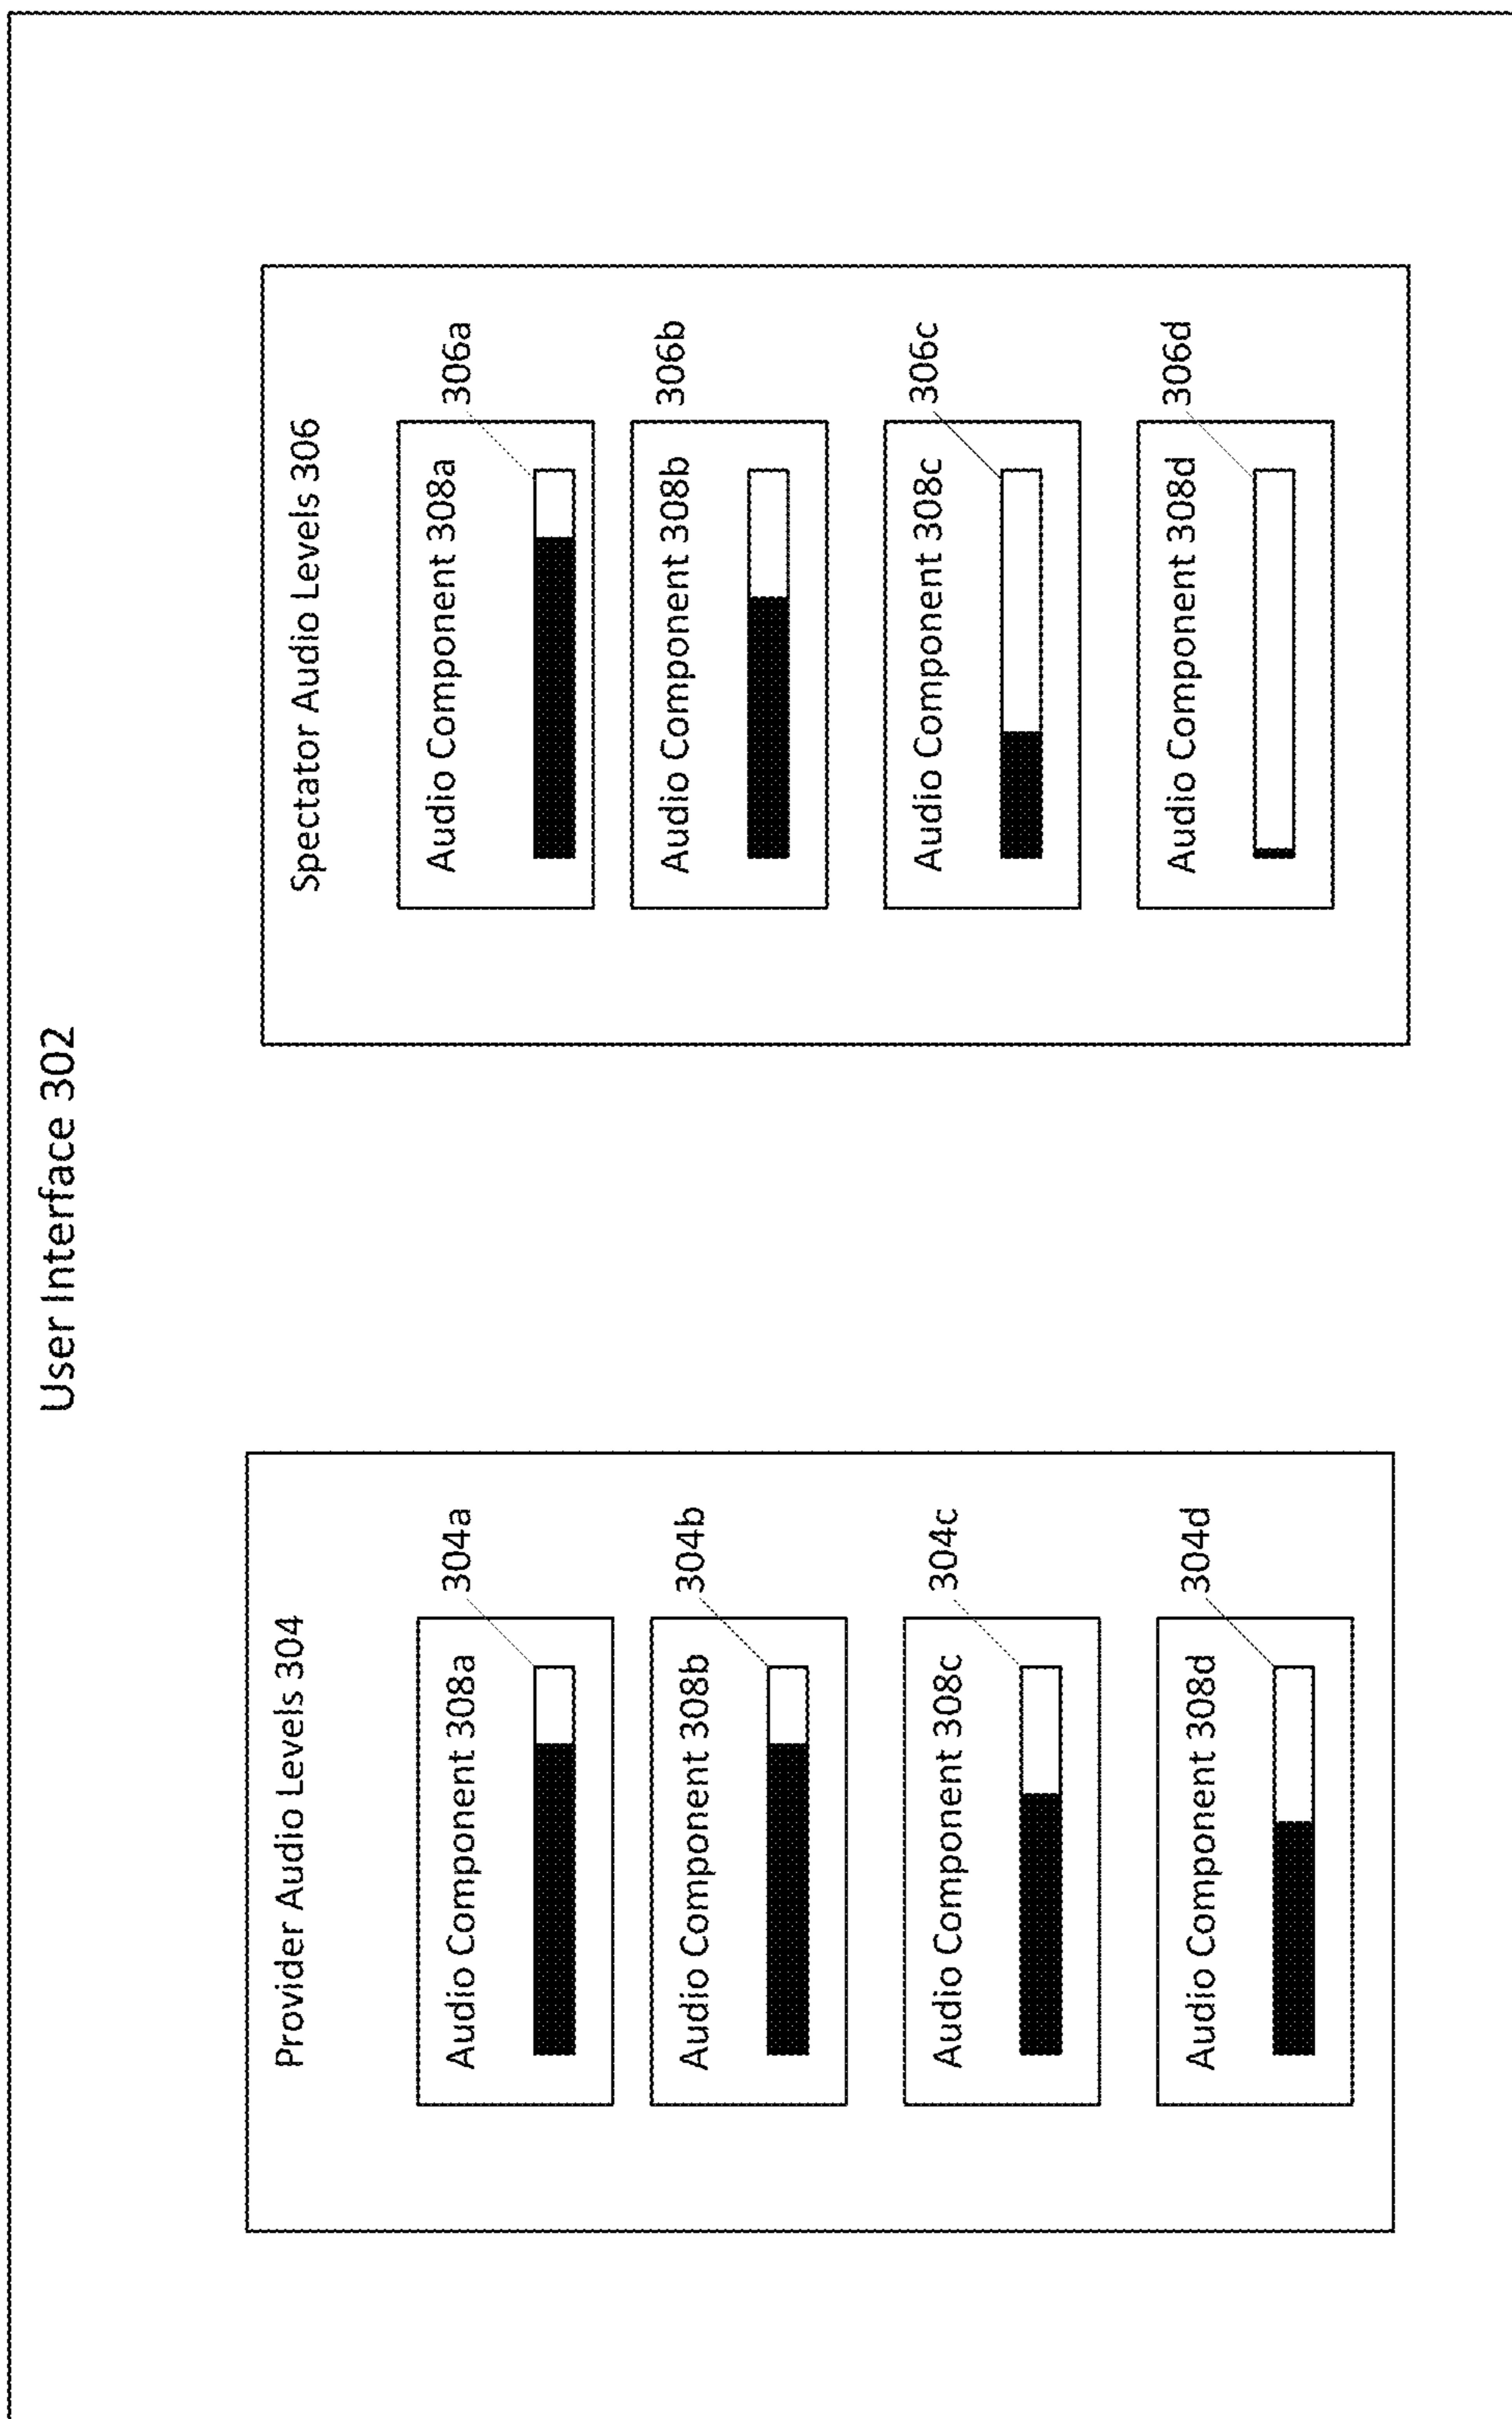 User Interface 302
Provider Audio Levels 304
Audio Component 308a
304a
Audio Component 308b
304b
Audio Component 308c
304c
Audio Component 308d
304d
Spectator Audio Levels 306
Audio Component 308a
306a
Audio Component 308b
306b
Audio Component 308c
306c
Audio Component 308d
306d